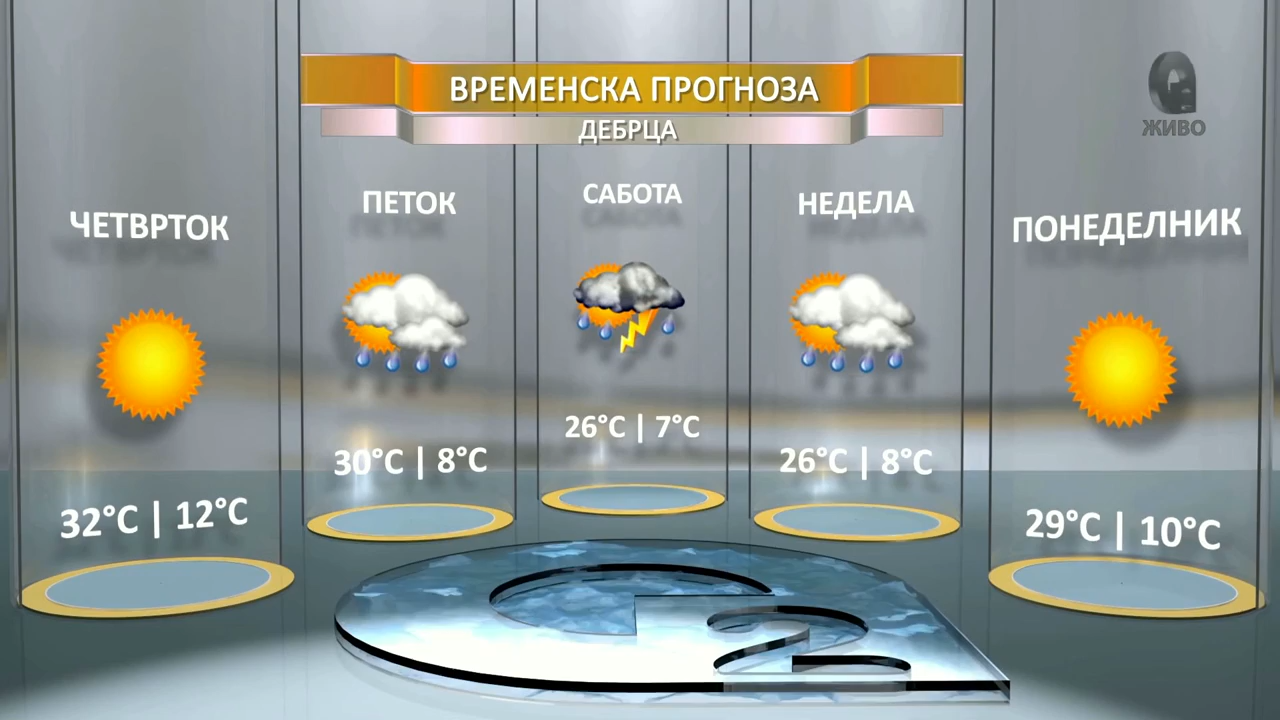 ВРЕМЕНСКА ПРОГНОЗА
ДЕБРЦА
ЖИВО
ЧЕТВРТОК
32°C | 12°C
ПЕТОК
30°C | 8°C
САБОТА
26°C | 7°C
НЕДЕЛА
26°C | 8°C
ПОНЕДЕЛНИК
29°C | 10°C
2